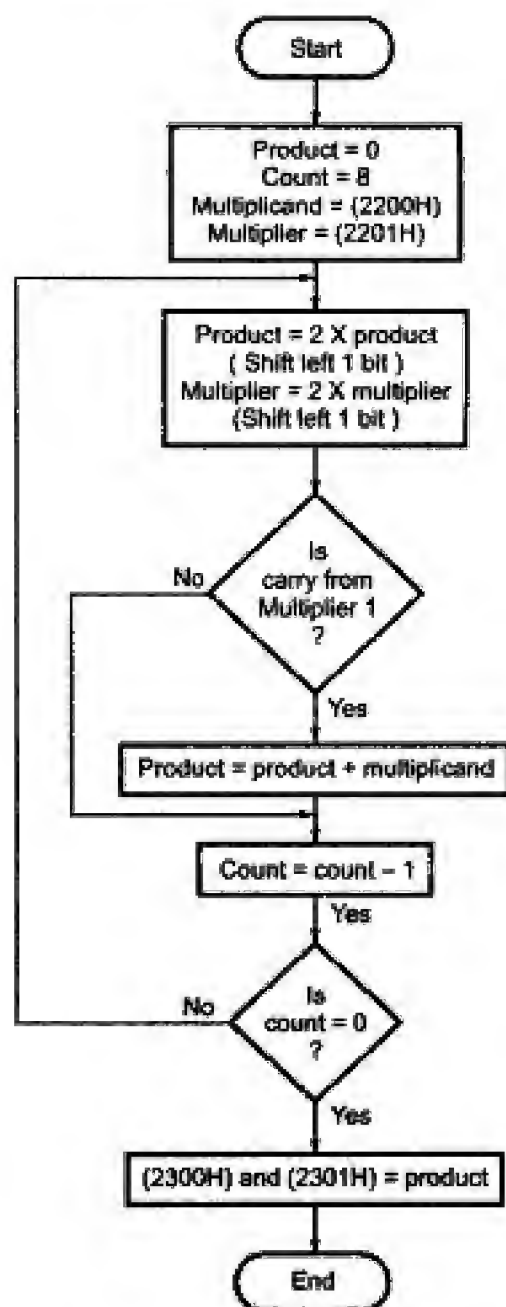 Start
Product = 0
Count = 8
Multiplicand = (2200H)
Multiplier = (2201H)
Product = 2 X product
( Shift left 1 bit )
Multiplier = 2 X multiplier
(Shift left 1 bit )
Is
carry from
Multiplier 1
?
No
Yes
Product = product + multiplicand
Count = count – 1
Yes
Is
count = 0
?
No
Yes
(2300H) and (2301H) = product
End